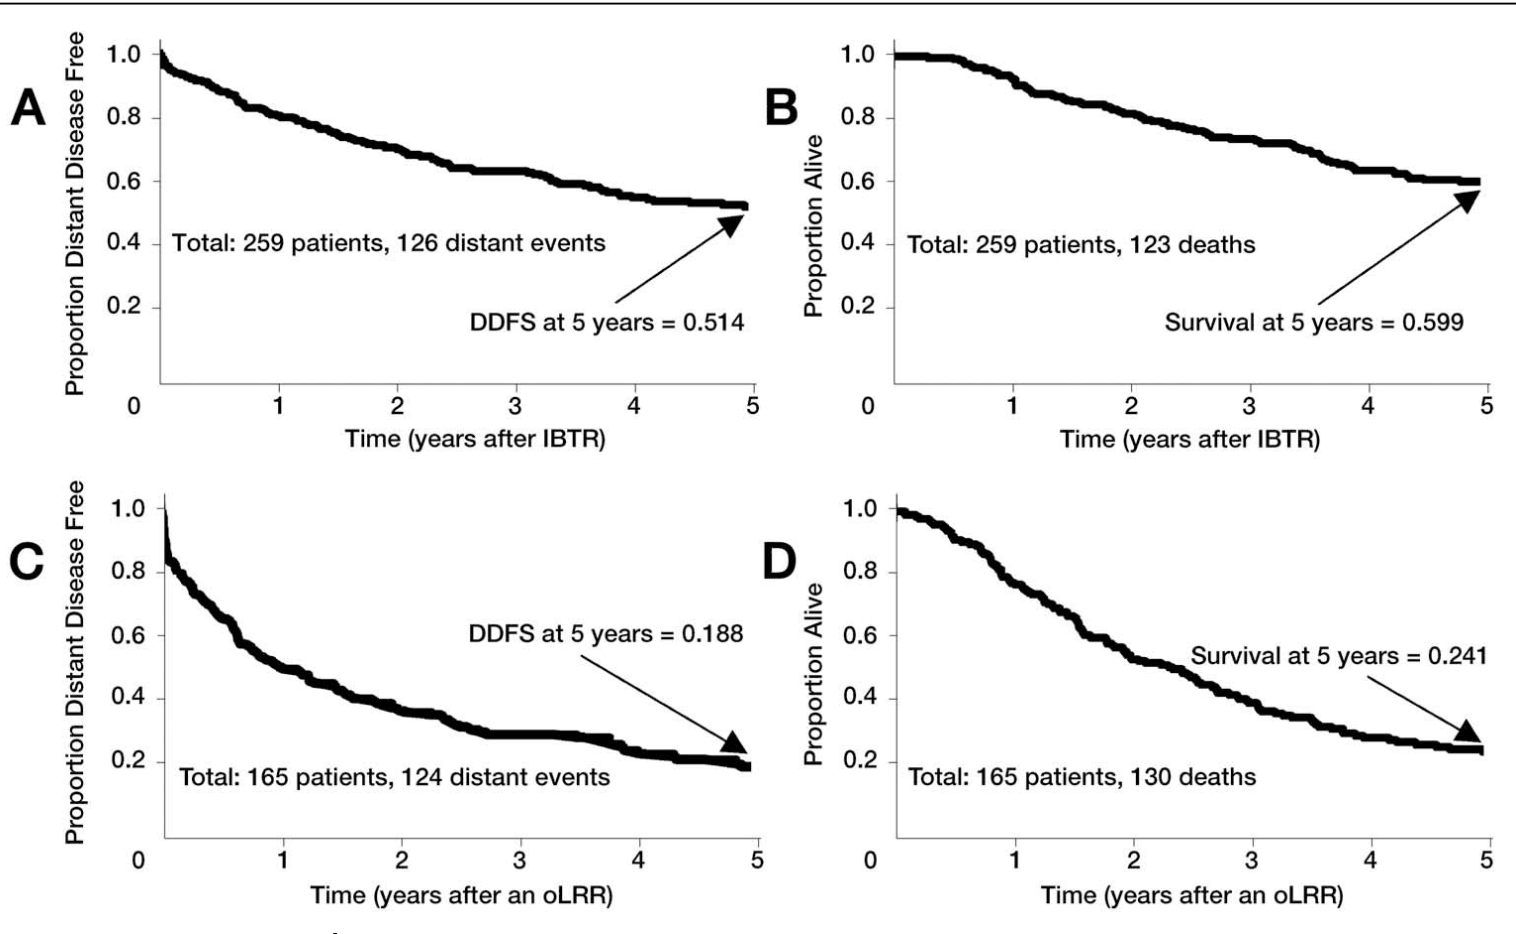 A
Proportion Distant Disease Free
1.0
0.8
0.6
0.4
0.2
0
Total: 259 patients, 126 distant events
DDFS at 5 years = 0.514
1 2 3 4 5
Time (years after IBTR)
B
Proportion Alive
1.0
0.8
0.6
0.4
0.2
0
Total: 259 patients, 123 deaths
Survival at 5 years = 0.599
1 2 3 4 5
Time (years after IBTR)
C
Proportion Distant Disease Free
1.0
0.8
0.6
0.4
0.2
0
DDFS at 5 years = 0.188
Total: 165 patients, 124 distant events
1 2 3 4 5
Time (years after an oLRR)
D
Proportion Alive
1.0
0.8
0.6
0.4
0.2
0
Survival at 5 years = 0.241
Total: 165 patients, 130 deaths
1 2 3 4 5
Time (years after an oLRR)